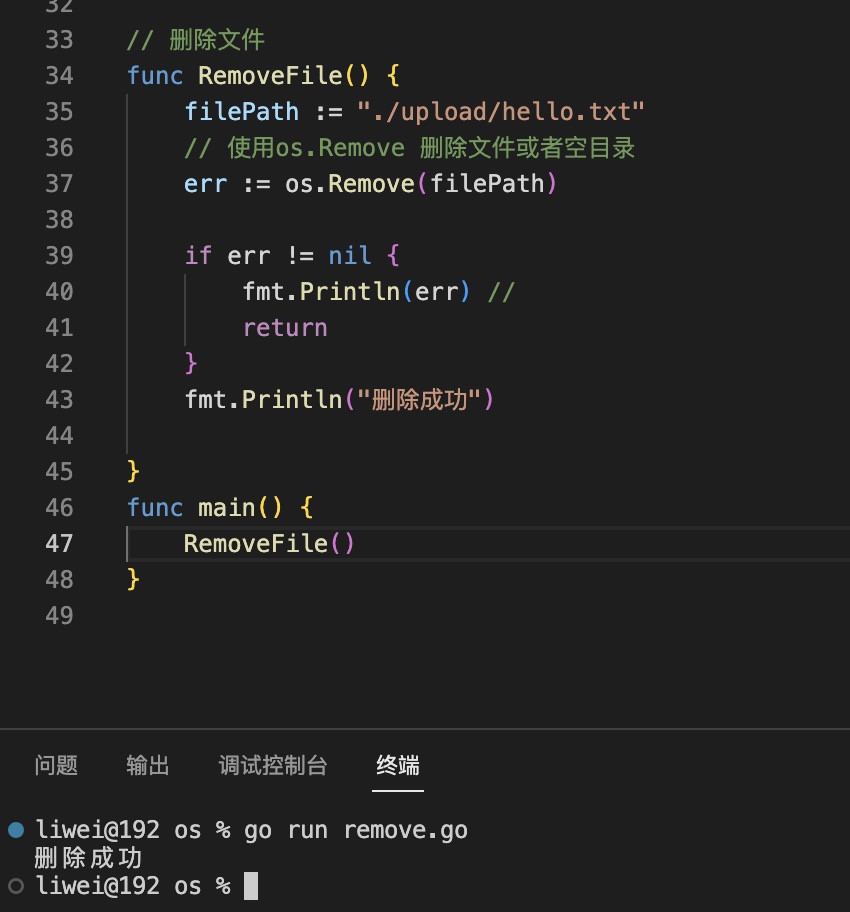 32
33 // 删除文件
34 func RemoveFile() {
35     filePath := "./upload/hello.txt"
36     // 使用os.Remove 删除文件或者空目录
37     err := os.Remove(filePath)
38
39     if err != nil {
40         fmt.Println(err) //
41         return
42     }
43     fmt.Println("删除成功")
44
45 }
46 func main() {
47     RemoveFile()
48 }
49
问题 输出 调试控制台 终端
liwei@192 os % go run remove.go
删除成功
liwei@192 os %